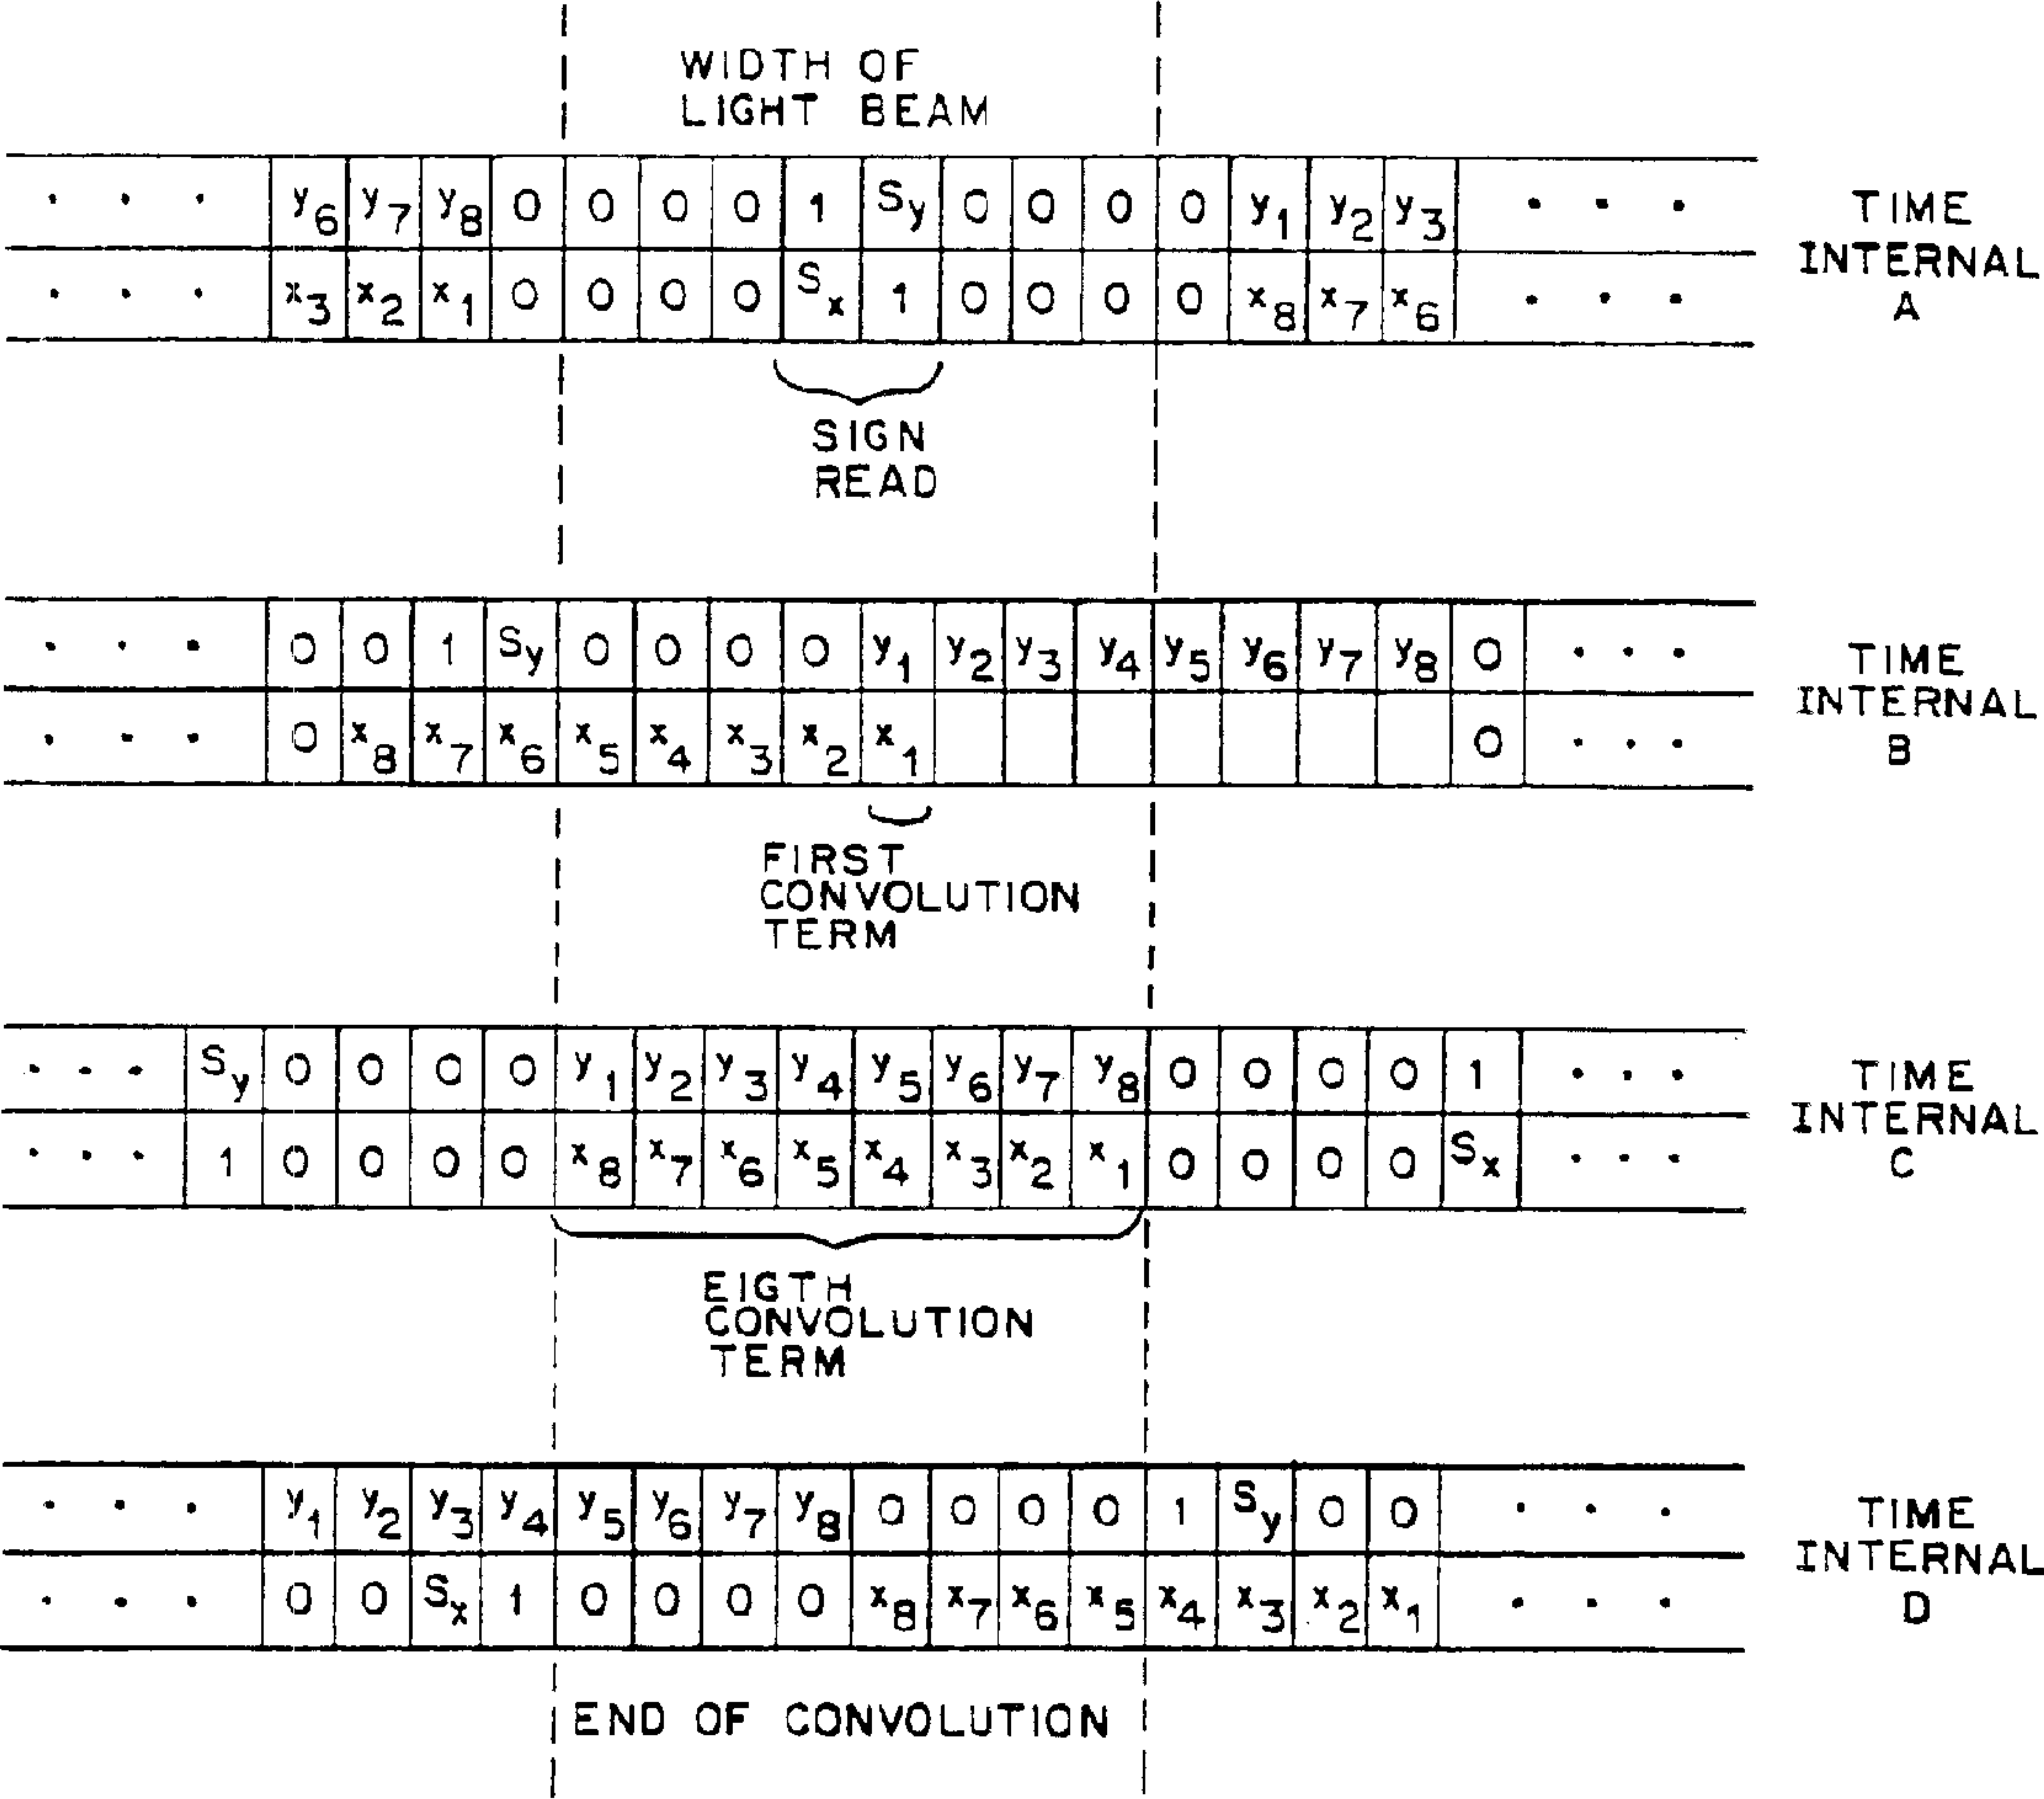 WIDTH OF
LIGHT BEAM
. . . y6 y7 y8 0 0 0 0 1 Sy 0 0 0 0 y1 y2 y3 . . .
. . . x3 x2 x1 0 0 0 0 Sx 1 0 0 0 0 x8 x7 x6 . . .
TIME
INTERNAL
A
SIGN
READ
. . . 0 0 1 Sy 0 0 0 0 y1 y2 y3 y4 y5 y6 y7 y8 0 . . .
. . . 0 x8 x7 x6 x5 x4 x3 x2 x1 0 . . .
TIME
INTERNAL
B
FIRST
CONVOLUTION
TERM
. . . Sy 0 0 0 0 y1 y2 y3 y4 y5 y6 y7 y8 0 0 0 0 1 . . .
. . . 1 0 0 0 0 x8 x7 x6 x5 x4 x3 x2 x1 0 0 0 0 Sx . . .
TIME
INTERNAL
C
EIGTH
CONVOLUTION
TERM
. . . y1 y2 y3 y4 y5 y6 y7 y8 0 0 0 0 1 Sy 0 0 . . .
. . . 0 0 Sx 1 0 0 0 0 x8 x7 x6 x5 x4 x3 x2 x1 . . .
TIME
INTERNAL
D
END OF CONVOLUTION